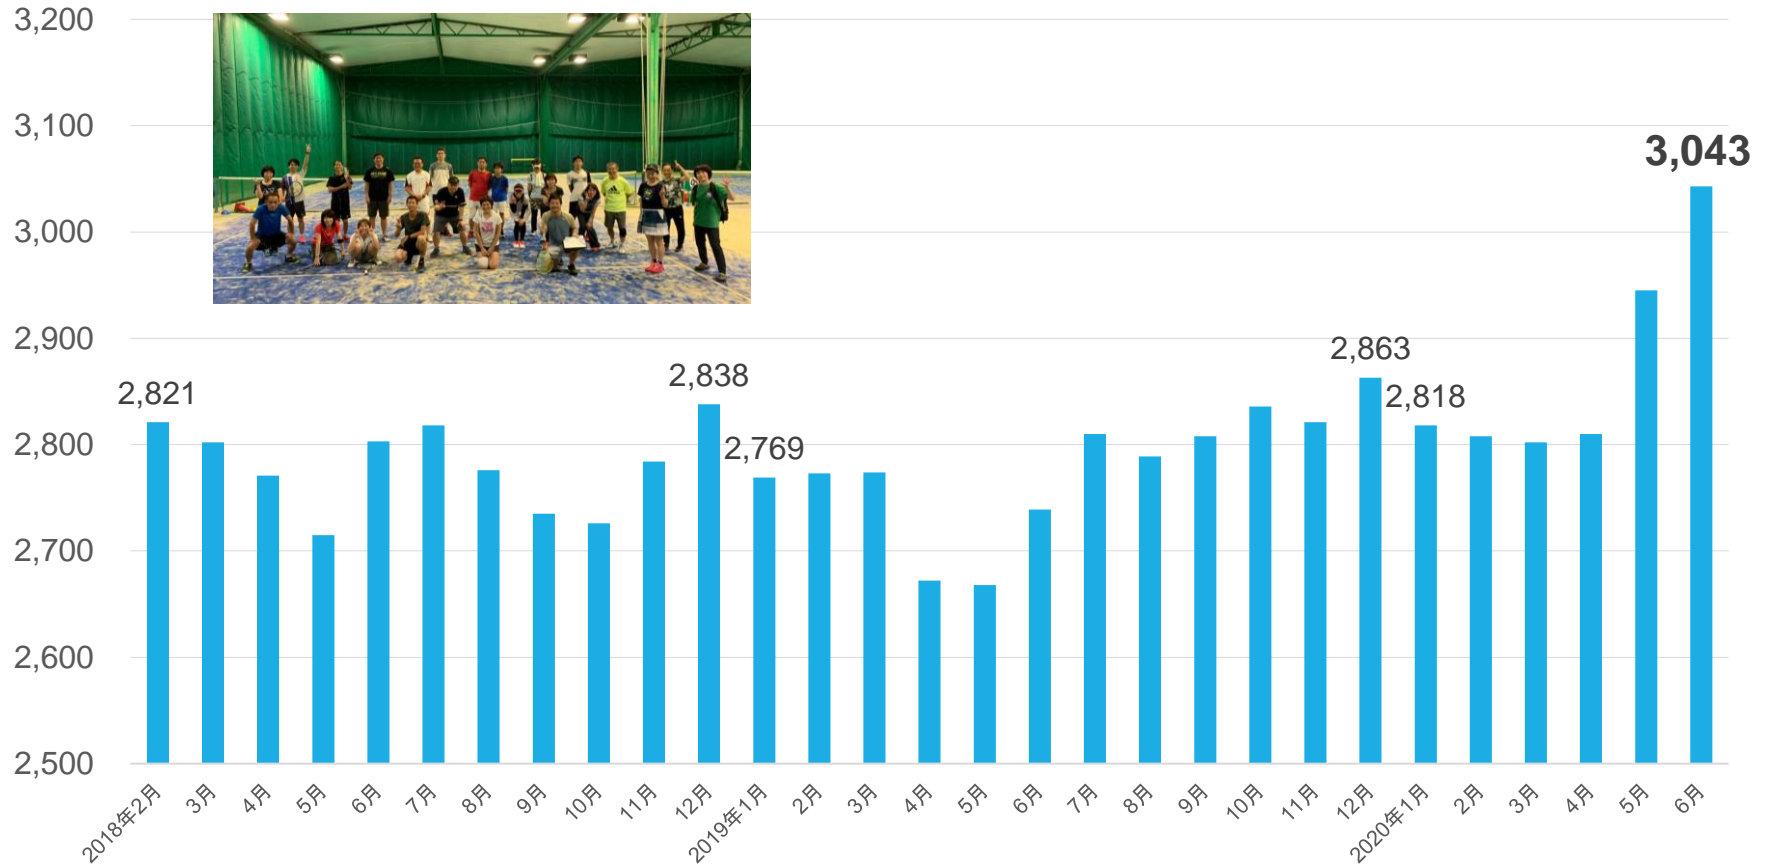 3,200
3,100
3,000
2,900
2,800
2,700
2,600
2,500
2,821
2,838
2,769
2,863
2,818
3,043
2018年2月
3月
4月
5月
6月
7月
8月
9月
10月
11月
12月
2019年1月
2月
3月
4月
5月
6月
7月
8月
9月
10月
11月
12月
2020年1月
2月
3月
4月
5月
6月